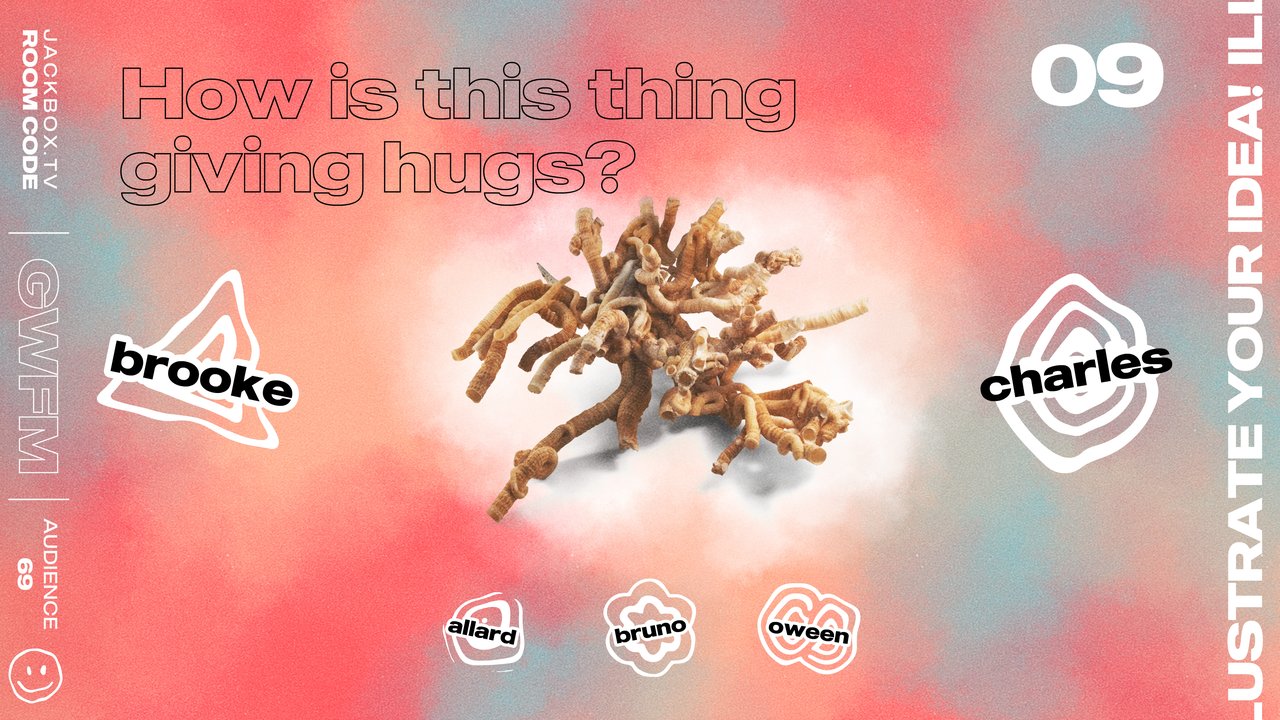 JACKBOX.TV
ROOM CODE
GWFM
AUDIENCE
69
How is this thing
giving hugs?
09
brooke
charles
allard
bruno
oween
LUSTRATE YOUR IDEA! ILL